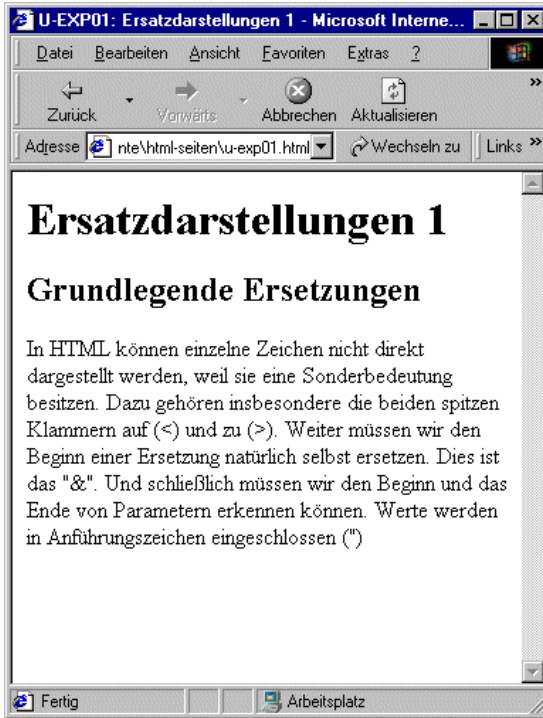 U-EXP01: Ersatzdarstellungen 1 - Microsoft Interne...
Datei Bearbeiten Ansicht Favoriten Extras ?
Zurück Vorwärts Abbrechen Aktualisieren »
Adresse nte\html-seiten\u-exp01.html Wechseln zu Links »
Ersatzdarstellungen 1
Grundlegende Ersetzungen
In HTML können einzelne Zeichen nicht direkt
dargestellt werden, weil sie eine Sonderbedeutung
besitzen. Dazu gehören insbesondere die beiden spitzen
Klammern auf (<) und zu (>). Weiter müssen wir den
Beginn einer Ersetzung natürlich selbst ersetzen. Dies ist
das "&". Und schließlich müssen wir den Beginn und das
Ende von Parametern erkennen können. Werte werden
in Anführungszeichen eingeschlossen (")
Fertig Arbeitsplatz